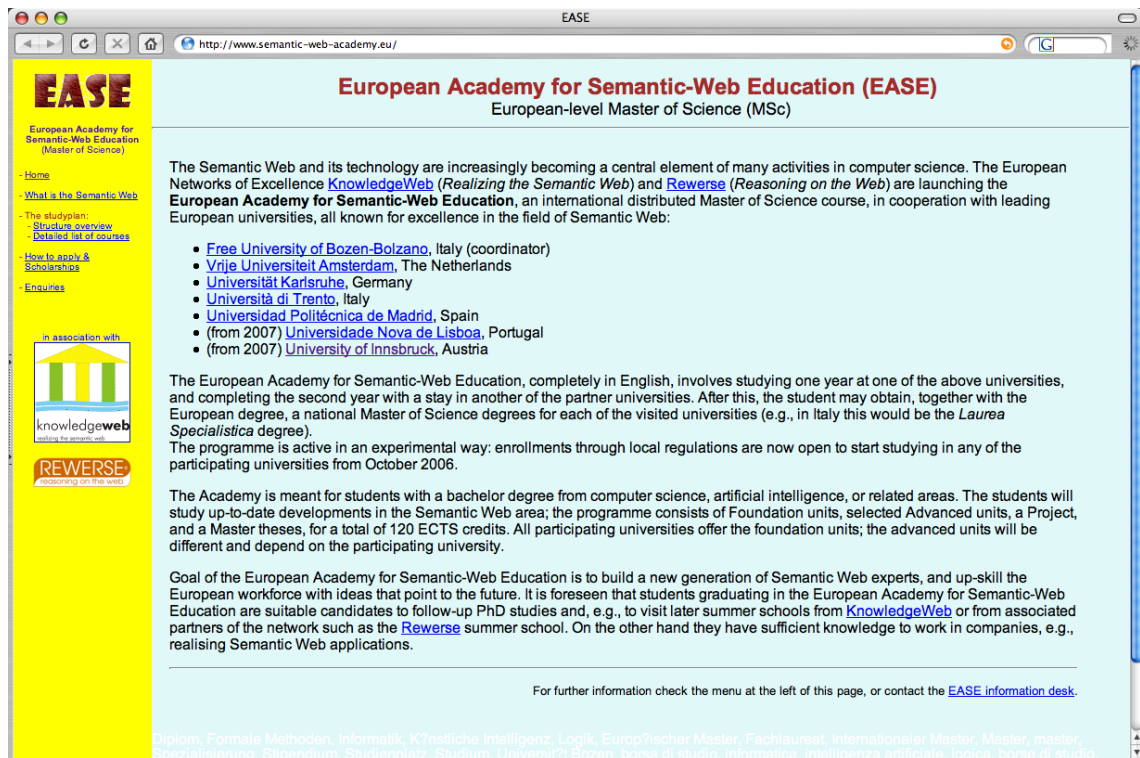 EASE
http://www.semantic-web-academy.eu/
G
EASE
European Academy for
Semantic-Web Education
(Master of Science)
- Home
- What is the Semantic Web
- The studyplan:
- Structure overview
- Detailed list of courses
- How to apply &
Scholarships
- Enquiries
in association with
knowledgeweb
realizing the semantic web
REWERSE
reasoning on the web
European Academy for Semantic-Web Education (EASE)
European-level Master of Science (MSc)
The Semantic Web and its technology are increasingly becoming a central element of many activities in computer science. The European
Networks of Excellence KnowledgeWeb (Realizing the Semantic Web) and Rewerse (Reasoning on the Web) are launching the
European Academy for Semantic-Web Education, an international distributed Master of Science course, in cooperation with leading
European universities, all known for excellence in the field of Semantic Web:
• Free University of Bozen-Bolzano, Italy (coordinator)
• Vrije Universiteit Amsterdam, The Netherlands
• Universität Karlsruhe, Germany
• Università di Trento, Italy
• Universidad Politécnica de Madrid, Spain
• (from 2007) Universidade Nova de Lisboa, Portugal
• (from 2007) University of Innsbruck, Austria
The European Academy for Semantic-Web Education, completely in English, involves studying one year at one of the above universities,
and completing the second year with a stay in another of the partner universities. After this, the student may obtain, together with the
European degree, a national Master of Science degrees for each of the visited universities (e.g., in Italy this would be the Laurea
Specialistica degree).
The programme is active in an experimental way: enrollments through local regulations are now open to start studying in any of the
participating universities from October 2006.
The Academy is meant for students with a bachelor degree from computer science, artificial intelligence, or related areas. The students will
study up-to-date developments in the Semantic Web area; the programme consists of Foundation units, selected Advanced units, a Project,
and a Master theses, for a total of 120 ECTS credits. All participating universities offer the foundation units; the advanced units will be
different and depend on the participating university.
Goal of the European Academy for Semantic-Web Education is to build a new generation of Semantic Web experts, and up-skill the
European workforce with ideas that point to the future. It is foreseen that students graduating in the European Academy for Semantic-Web
Education are suitable candidates to follow-up PhD studies and, e.g., to visit later summer schools from KnowledgeWeb or from associated
partners of the network such as the Rewerse summer school. On the other hand they have sufficient knowledge to work in companies, e.g.,
realising Semantic Web applications.
For further information check the menu at the left of this page, or contact the EASE information desk.
Diplom, Formale Methoden, Informatik, K?nstliche Intelligenz, Logik, Europ?ischer Master, Fachlaureat, Internationaler Master, Master, master,
Spezialisierung, Stipendium, Studienplatz, Studium, Universit?t Bozen, borsa di studio, informatica, intelligenza artificiale, logica, borse di studio